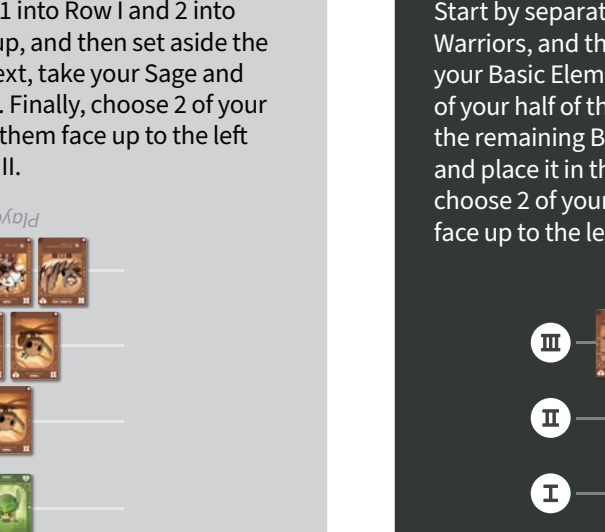 1 into Row I and 2 into
up, and then set aside the
ext, take your Sage and
. Finally, choose 2 of your
them face up to the left
II.
Start by separat
Warriors, and th
your Basic Elem
of your half of th
the remaining B
and place it in th
choose 2 of your
face up to the le
III
II
I